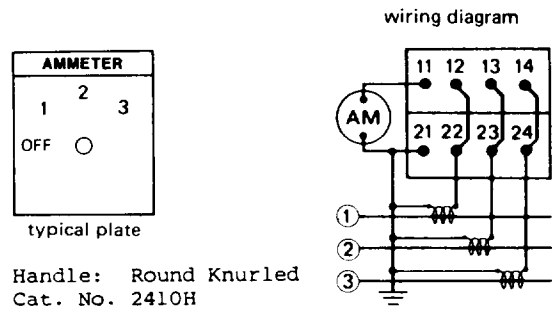 wiring diagram
AMMETER
1 2 3
OFF
typical plate
Handle: Round Knurled
Cat. No. 2410H
11 12 13 14
AM
21 22 23 24
1
2
3